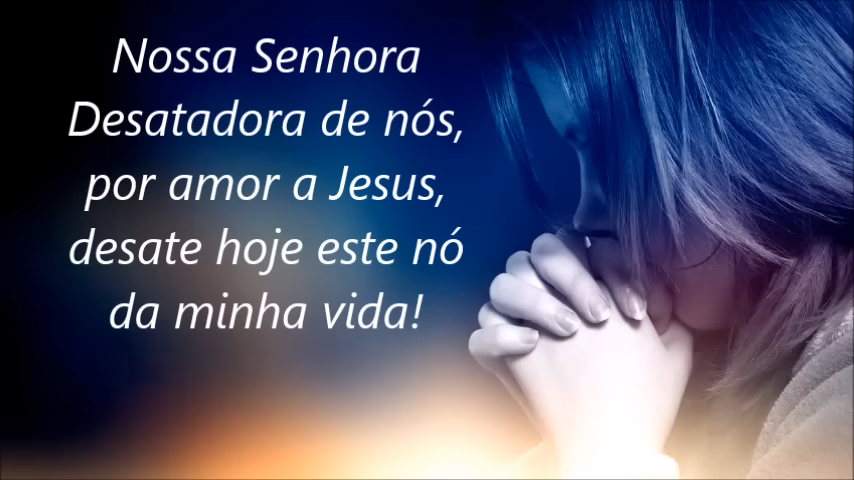 Nossa Senhora
Desatadora de nós,
por amor a Jesus,
desate hoje este nó
da minha vida!